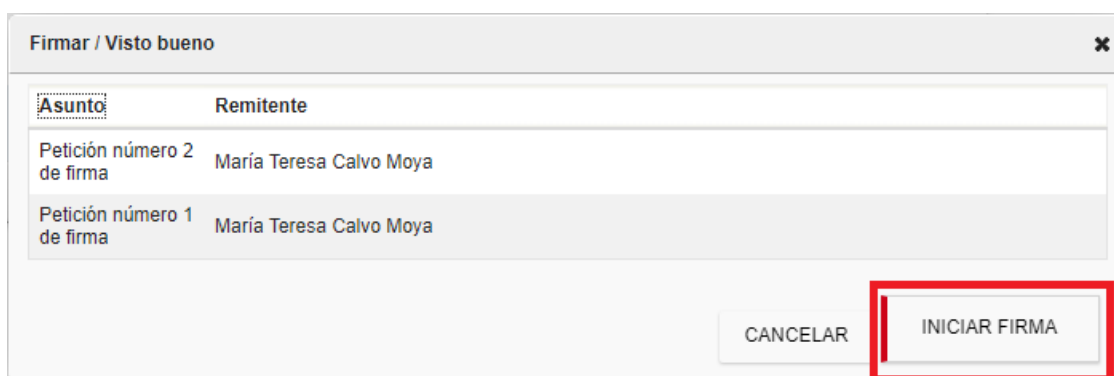 Firmar / Visto bueno
Asunto Remitente
Petición número 2
de firma
María Teresa Calvo Moya
Petición número 1
de firma
María Teresa Calvo Moya
CANCELAR
INICIAR FIRMA